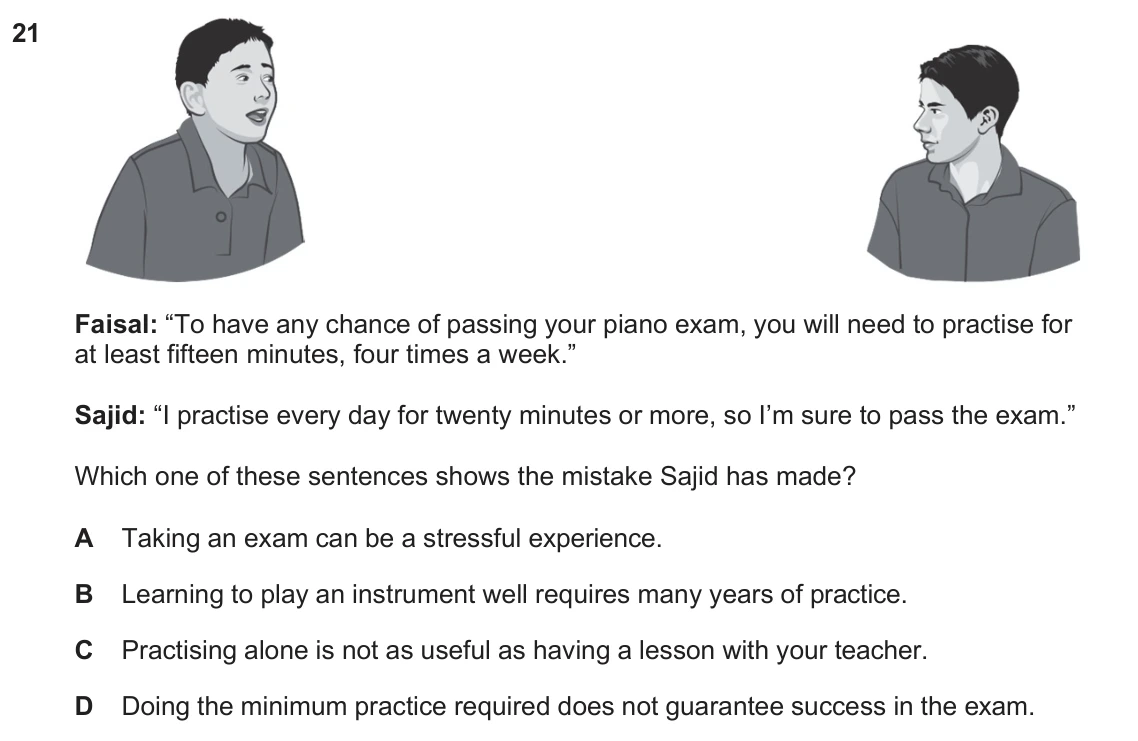 21
Faisal: “To have any chance of passing your piano exam, you will need to practise for
at least fifteen minutes, four times a week.”
Sajid: “I practise every day for twenty minutes or more, so I’m sure to pass the exam.”
Which one of these sentences shows the mistake Sajid has made?
A Taking an exam can be a stressful experience.
B Learning to play an instrument well requires many years of practice.
C Practising alone is not as useful as having a lesson with your teacher.
D Doing the minimum practice required does not guarantee success in the exam.